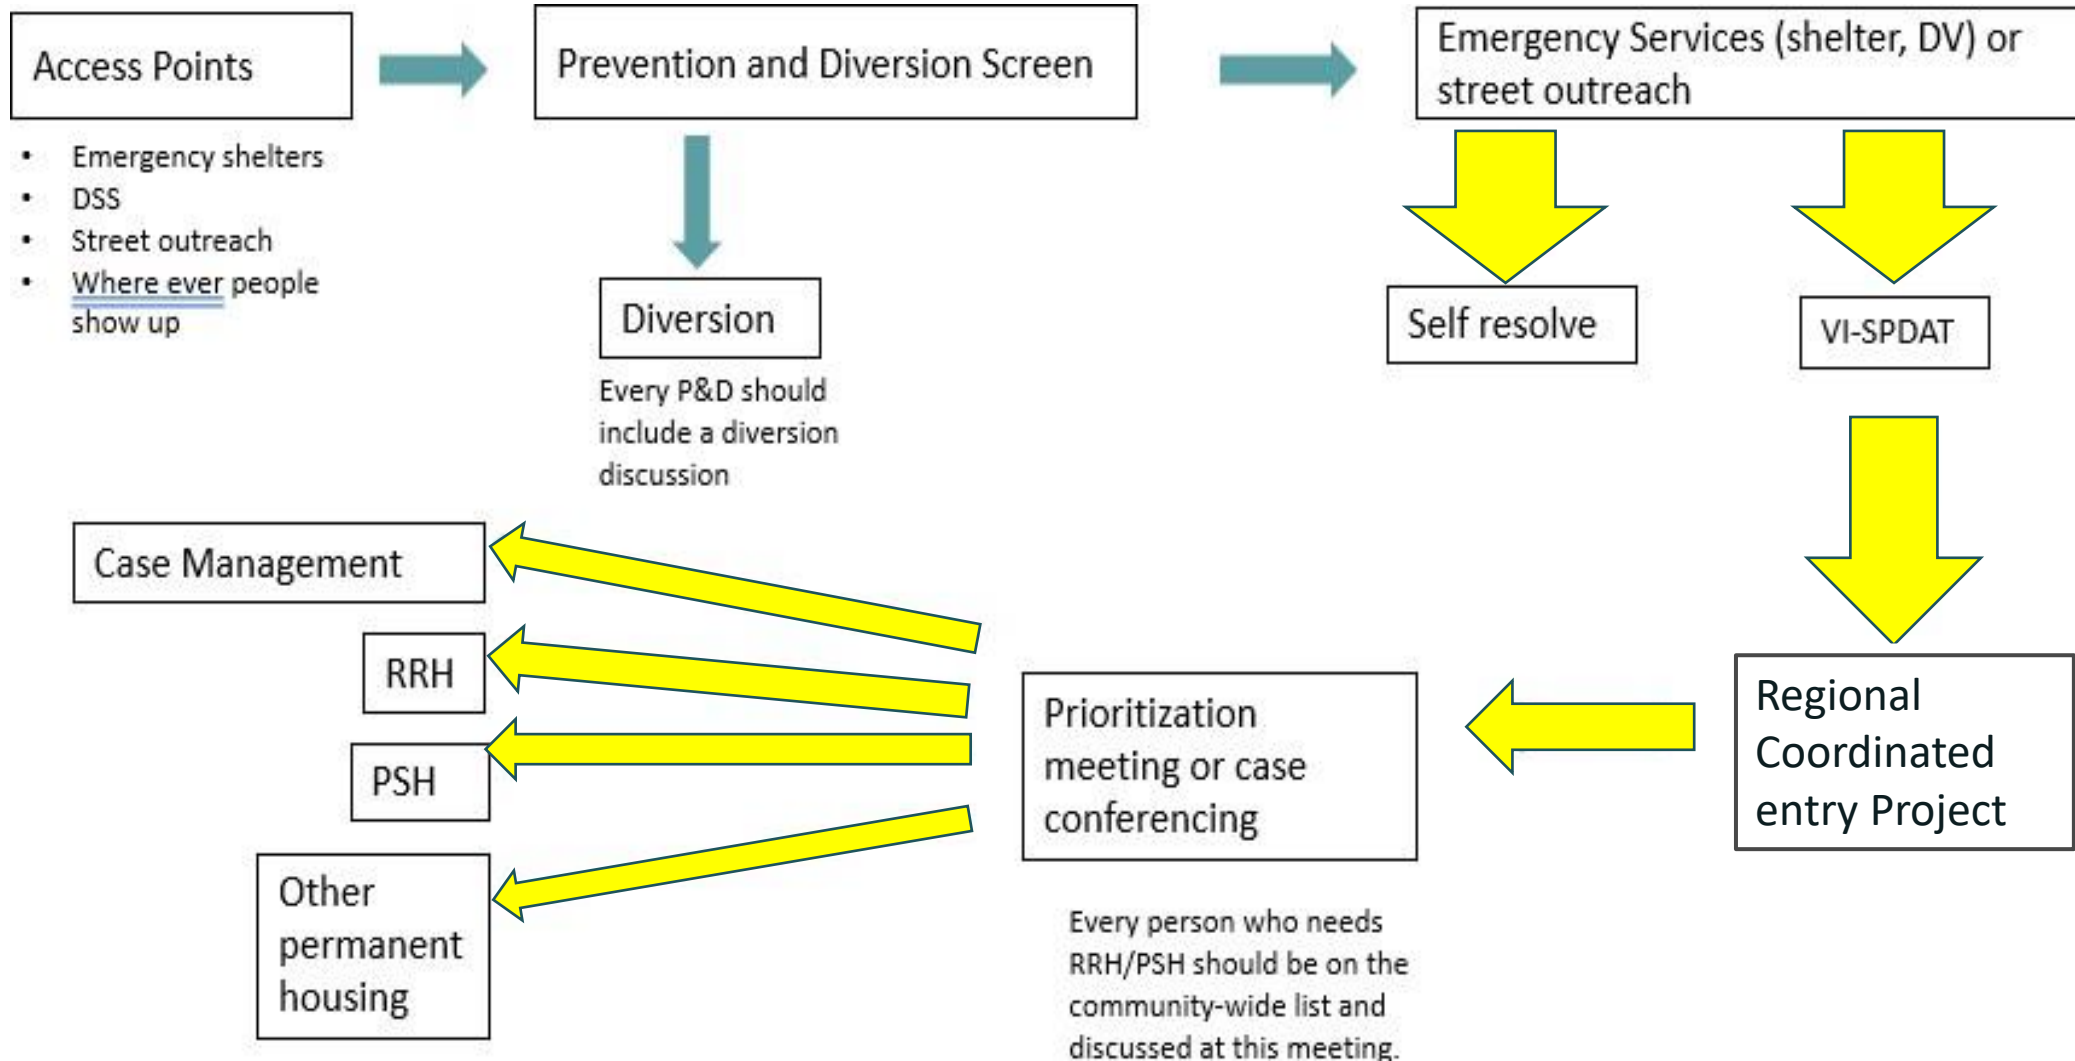 Access Points
Prevention and Diversion Screen
Emergency Services (shelter, DV) or
street outreach
• Emergency shelters
• DSS
• Street outreach
• Where ever people
show up
Diversion
Every P&D should
include a diversion
discussion
Self resolve
VI-SPDAT
Case Management
RRH
PSH
Other
permanent
housing
Prioritization
meeting or case
conferencing
Every person who needs
RRH/PSH should be on the
community-wide list and
discussed at this meeting.
Regional
Coordinated
entry Project